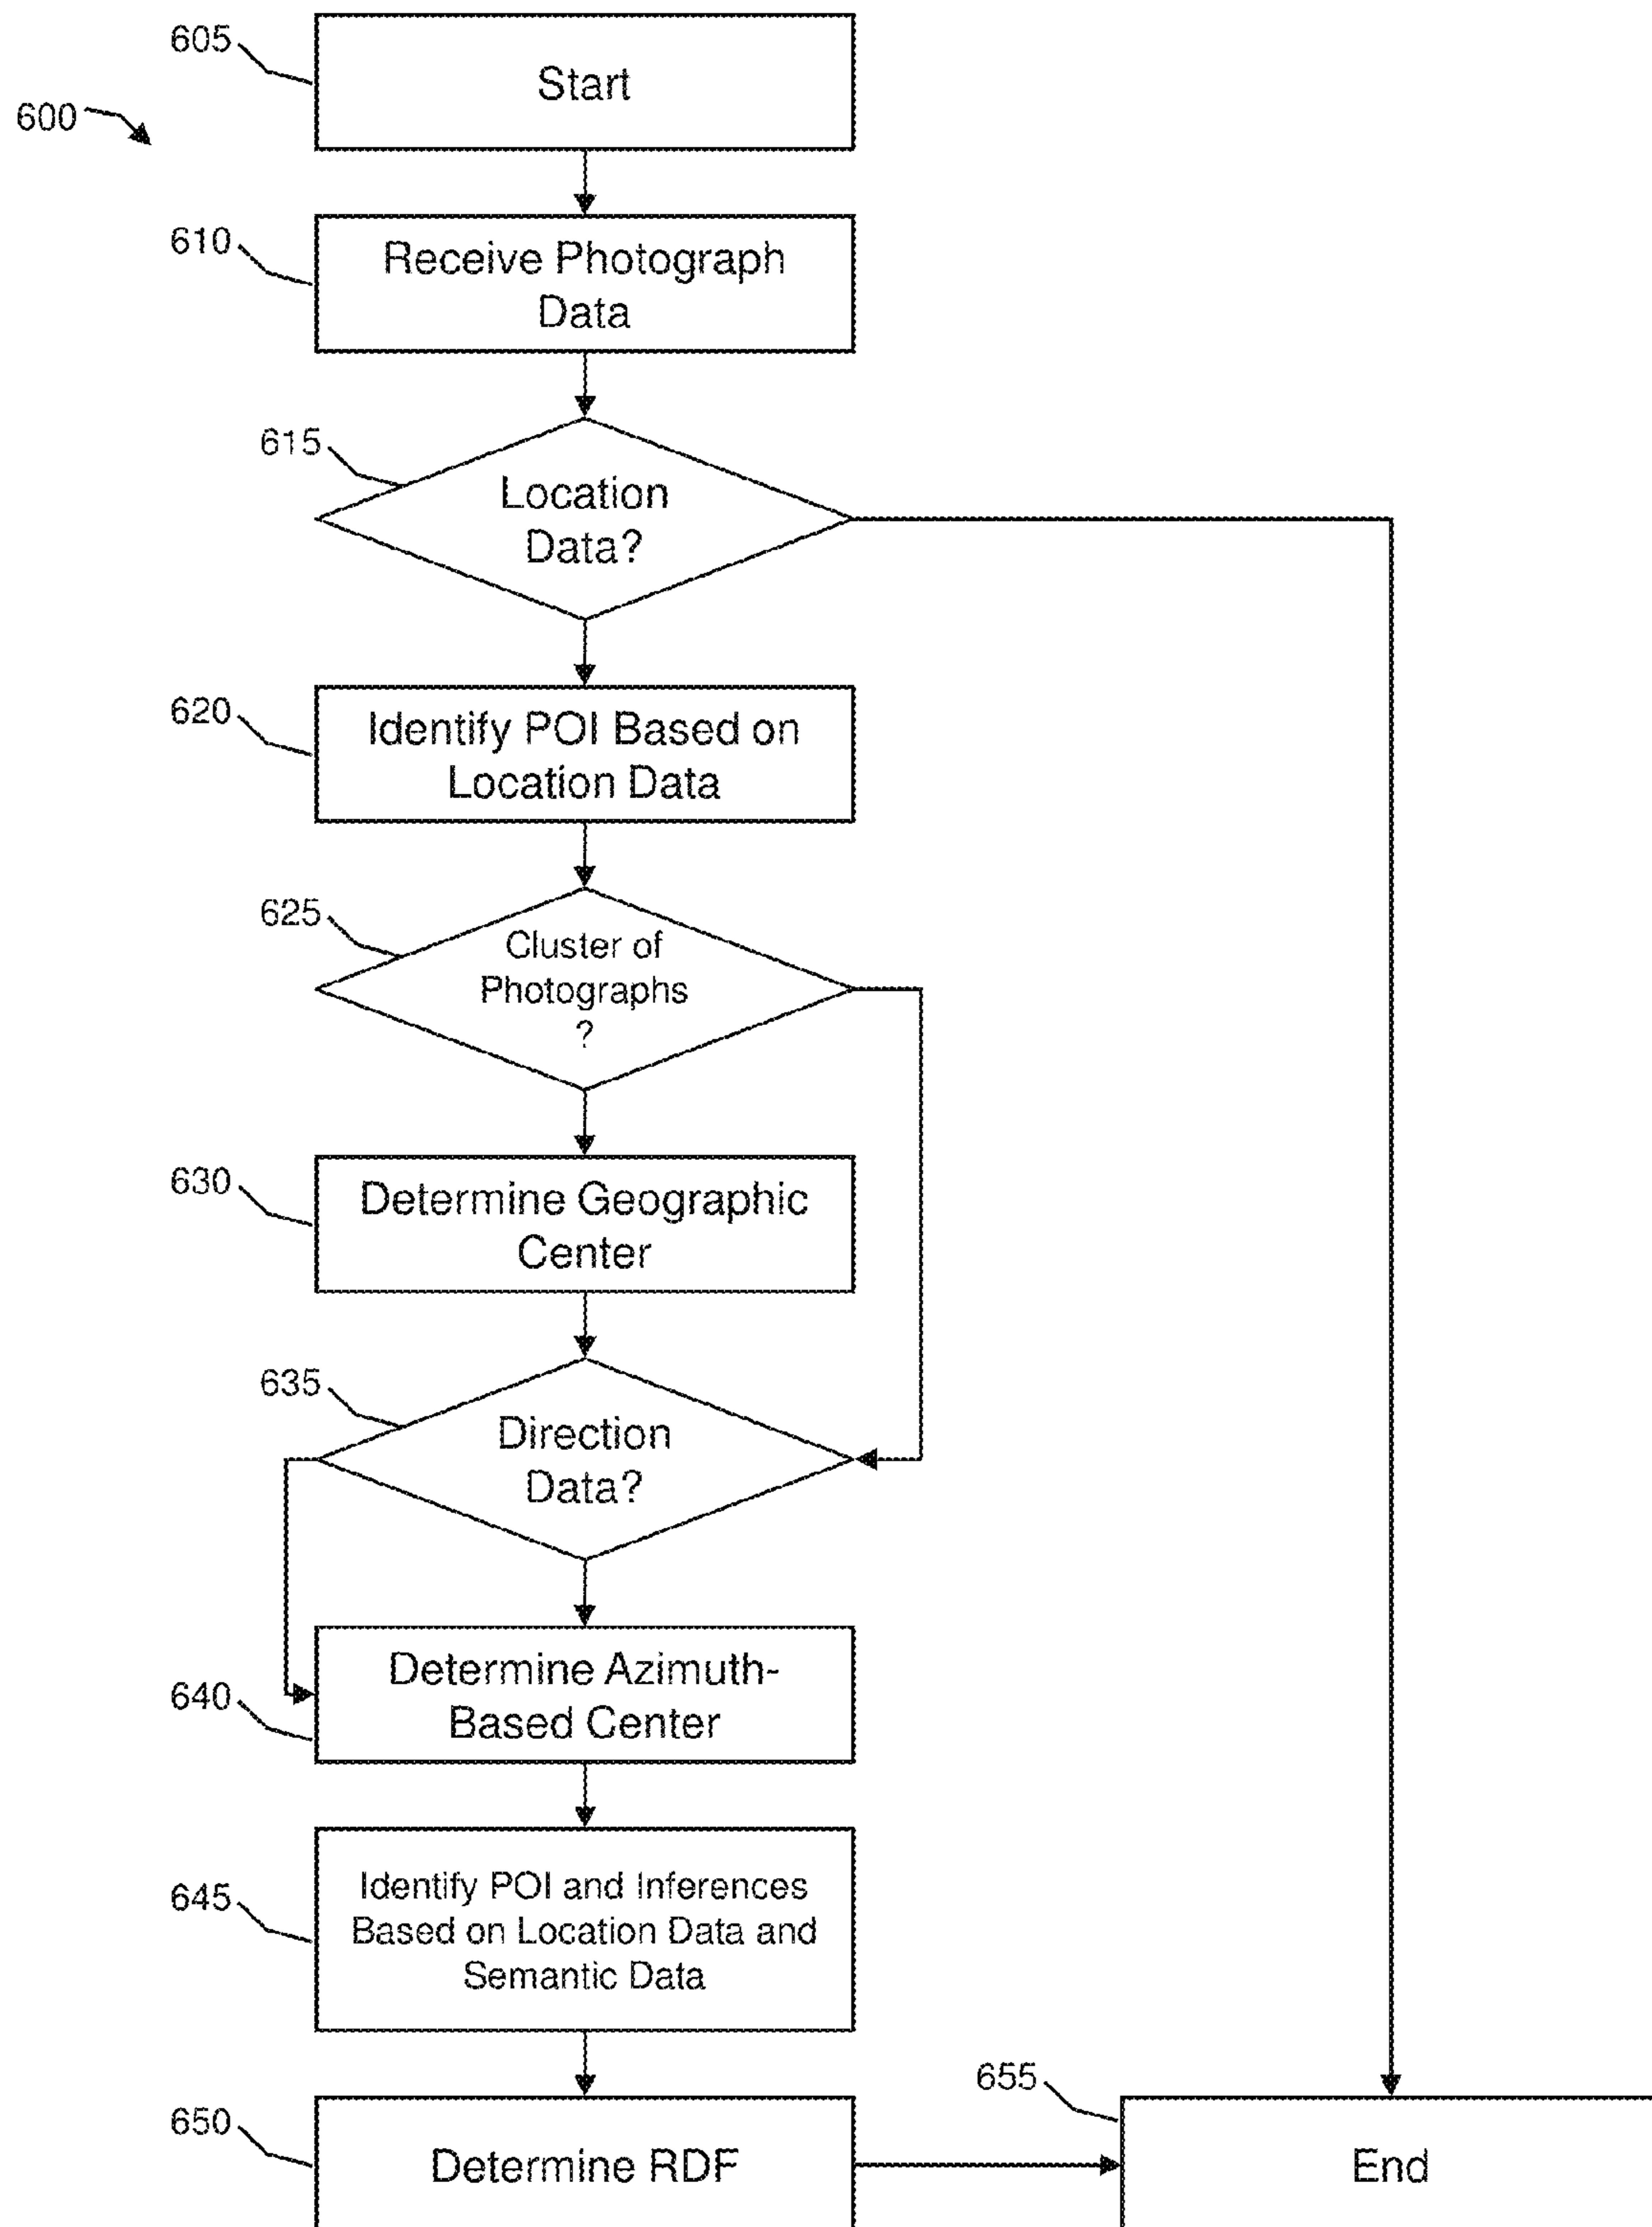 605
Start
600
610
Receive Photograph
Data
615
Location
Data?
620
Identify POI Based on
Location Data
625
Cluster of
Photographs
?
630
Determine Geographic
Center
635
Direction
Data?
640
Determine Azimuth-
Based Center
645
Identify POI and Inferences
Based on Location Data and
Semantic Data
650
Determine RDF
655
End